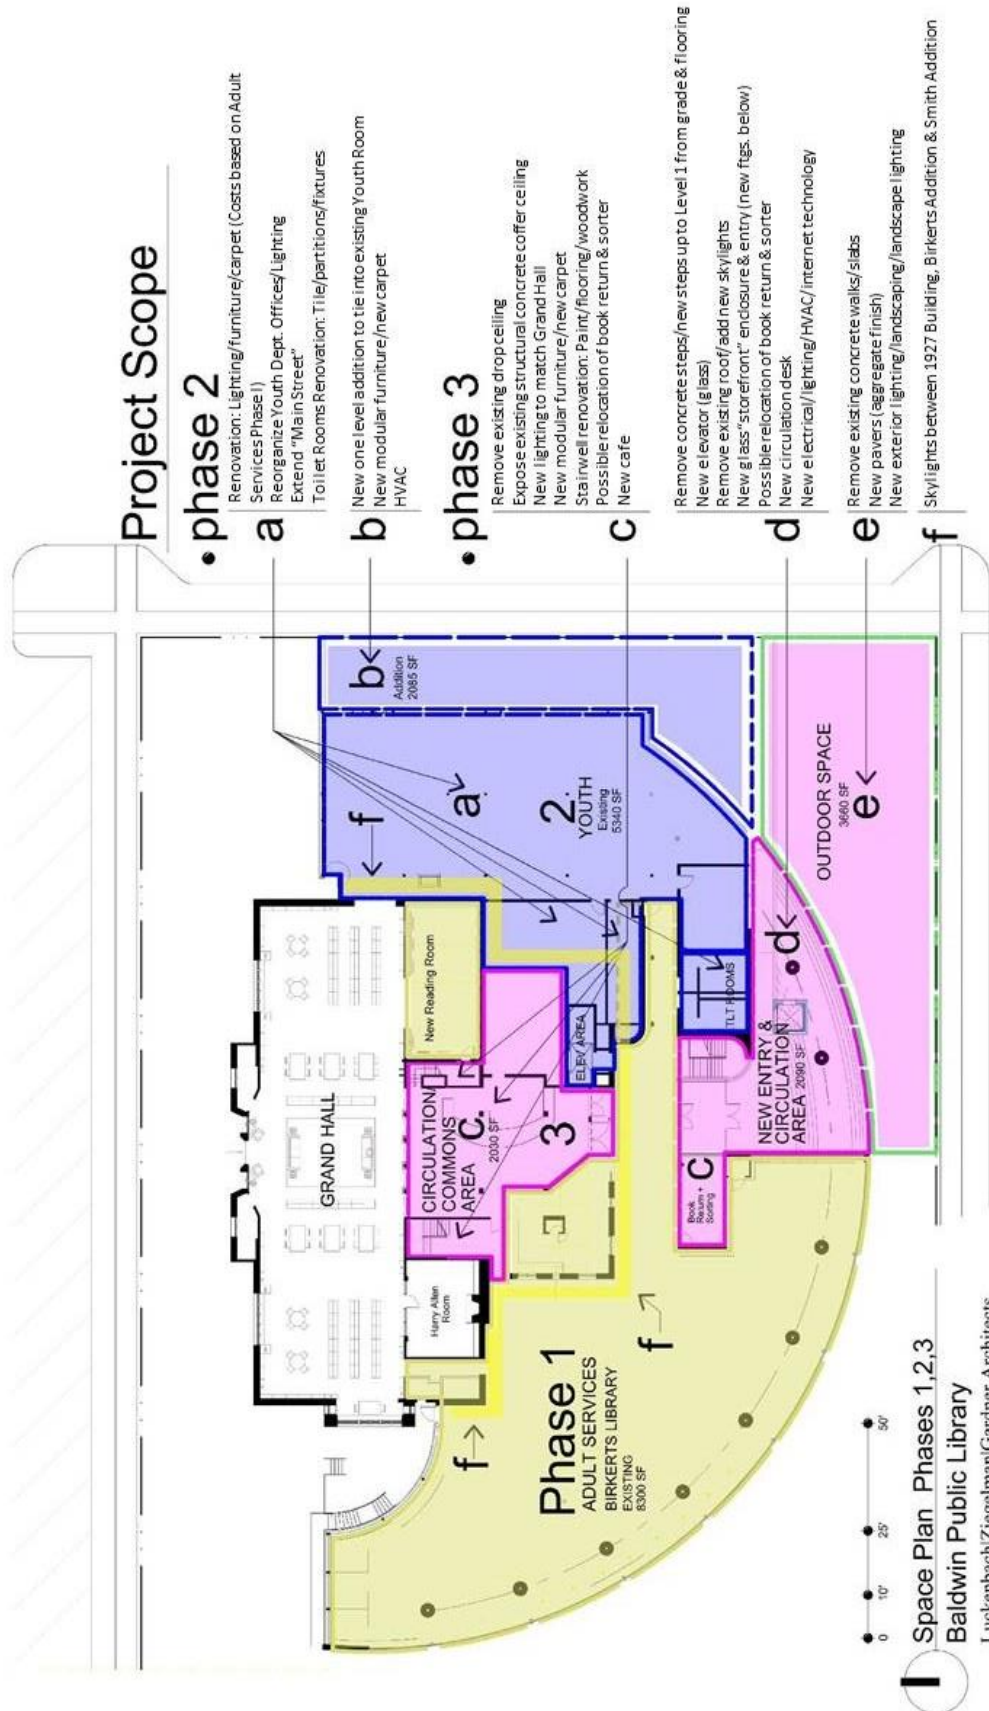 Project Scope
• phase 2
a
Renovation: Lighting/furniture/carpet (Costs based on Adult
Services Phase I)
Reorganize Youth Dept. Offices/Lighting
Extend "Main Street"
Toilet Rooms Renovation: Tile/partitions/fixtures
b
New one level addition to tie into existing Youth Room
New modular furniture/new carpet
HVAC
• phase 3
c
Remove existing drop ceiling
Expose existing structural concrete coffer ceiling
New lighting to match Grand Hall
New modular furniture/new carpet
Stairwell renovation: Paint/flooring/woodwork
Possible relocation of book return & sorter
New cafe
d
Remove concrete steps/new steps up to Level 1 from grade & flooring
New elevator (glass)
Remove existing roof/add new skylights
New glass "storefront" enclosure & entry (new ftgs. below)
Possible relocation of book return & sorter
New circulation desk
New electrical/lighting/HVAC/internet technology
e
Remove existing concrete walks/slabs
New pavers (aggregate finish)
New exterior lighting/landscaping/landscape lighting
f
Skylights between 1927 Building, Birkerts Addition & Smith Addition
b
Addition
2085 SF
f
a
2
YOUTH
Existing
5340 SF
GRAND HALL
New Reading Room
CIRCULATION/
COMMONS
AREA
c
2030 SF
3
ELEV AREA
TLT ROOMS
Harry Allen
Room
Book
Return +
Sorting
c
NEW ENTRY &
CIRCULATION
AREA 2090 SF
d
OUTDOOR SPACE
3660 SF
e
f
f
Phase 1
ADULT SERVICES
BIRKERTS LIBRARY
EXISTING
8300 SF
0
10'
25'
50'
Space Plan Phases 1,2,3
Baldwin Public Library
Luckenbach|Ziegelman|Gardner Architects